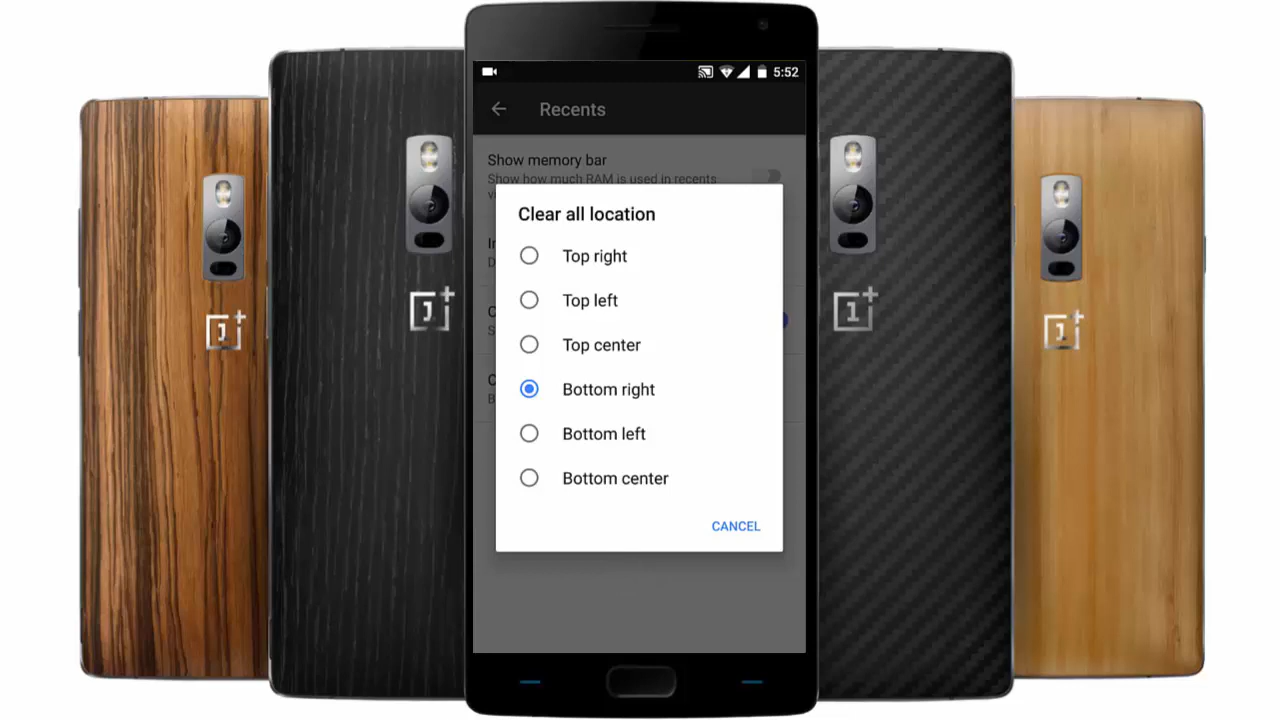 5:52
Recents
Show memory bar
Show how much RAM is used in recents
Clear all location
Top right
Top left
Top center
Bottom right
Bottom left
Bottom center
CANCEL